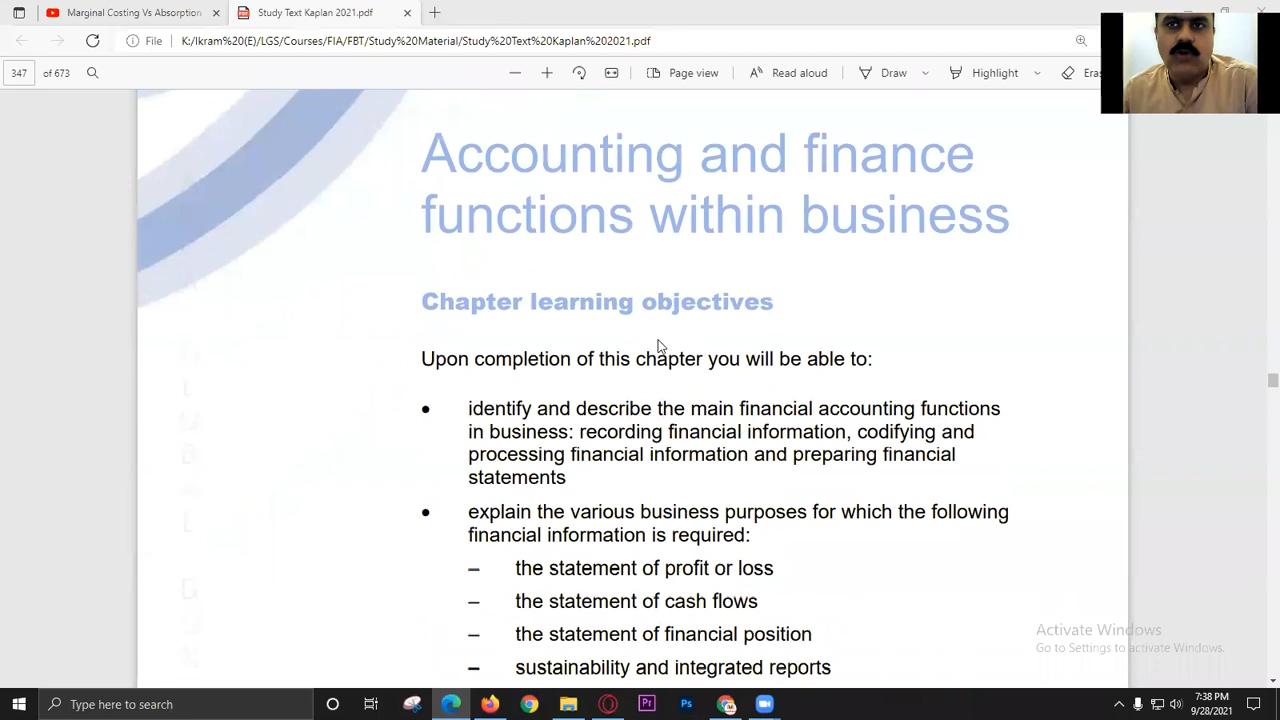 Marginal Costing Vs Absorption
Study Text Kaplan 2021.pdf
File
K:/Ikram%20(E)/LGS/Courses/FIA/FBT/Study%20Material/Study%20Text%20Kaplan%202021.pdf
347 of 673
Page view
Read aloud
Draw
Highlight
Eras
Accounting and finance
functions within business
Chapter learning objectives
Upon completion of this chapter you will be able to:
• identify and describe the main financial accounting functions
in business: recording financial information, codifying and
processing financial information and preparing financial
statements
• explain the various business purposes for which the following
financial information is required:
– the statement of profit or loss
– the statement of cash flows
– the statement of financial position
– sustainability and integrated reports
Activate Windows
Go to Settings to activate Windows.
Type here to search
7:38 PM
9/28/2021